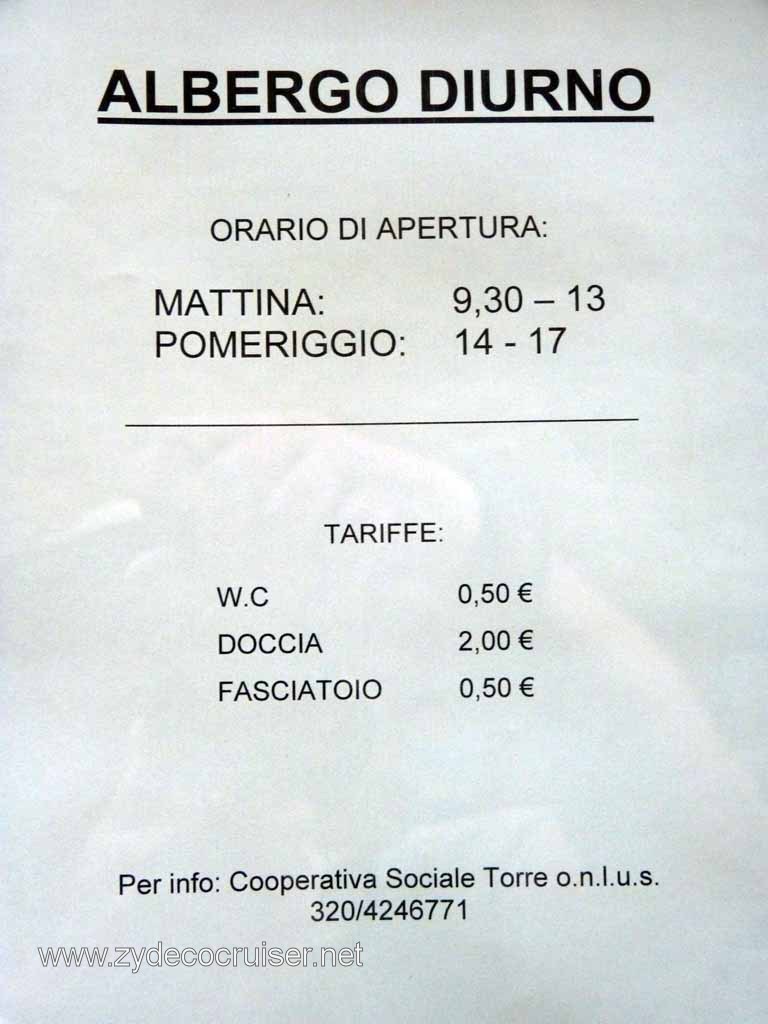 ALBERGO DIURNO
ORARIO DI APERTURA:
MATTINA: 9,30 – 13
POMERIGGIO: 14 - 17
TARIFFE:
W.C 0,50 €
DOCCIA 2,00 €
FASCIATOIO 0,50 €
Per info: Cooperativa Sociale Torre o.n.l.u.s.
320/4246771
www.zydecocruiser.net